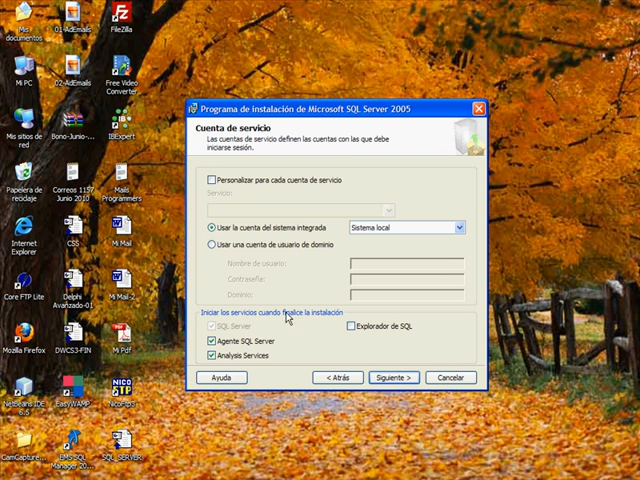 Mis documentos
01-AdEmails
FileZilla
Mi PC
02-AdEmails
Free Video Converter
Mis sitios de red
Bono-Junio-...
IBExpert
Papelera de reciclaje
Correos 1157 Junio 2010
Mails Programmers
Internet Explorer
CSS
Mi Mail
Core FTP Lite
Delphi Avanzado-01
Mi Mail-2
Mozilla Firefox
DWCS3-FIN
Mi Pdf
NetBeans IDE 6.5
EasyWAMP
CamCapture...
EMS SQL Manager 20...
SQL_SERVER
Programa de instalación de Microsoft SQL Server 2005
Cuenta de servicio
Las cuentas de servicio definen las cuentas con las que debe
iniciarse sesión.
Personalizar para cada cuenta de servicio
Servicio:
Usar la cuenta del sistema integrada
Sistema local
Usar una cuenta de usuario de dominio
Nombre de usuario:
Contraseña:
Dominio:
Iniciar los servicios cuando finalice la instalación
SQL Server
Explorador de SQL
Agente SQL Server
Analysis Services
Ayuda
< Atrás
Siguiente >
Cancelar